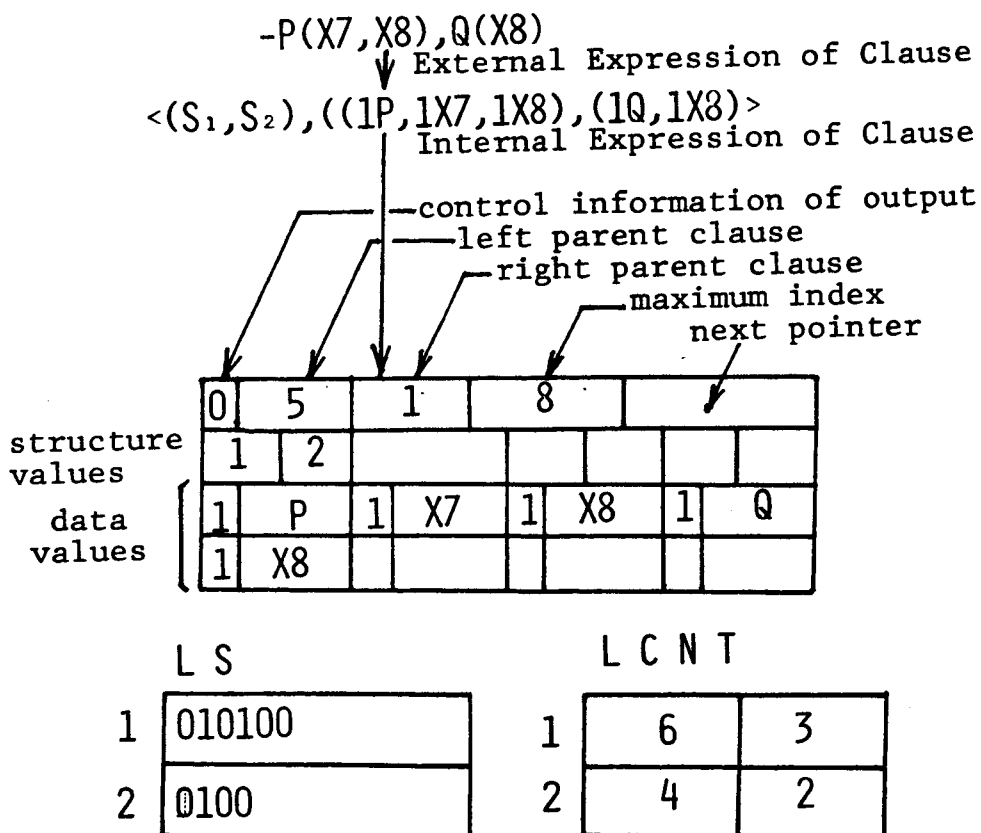 -P(X7,X8),Q(X8)
External Expression of Clause
<(S₁,S₂),((1P,1X7,1X8),(1Q,1X8)>
Internal Expression of Clause
control information of output
left parent clause
right parent clause
maximum index
next pointer
0 5 1 8
structure values
1 2
data values
1 P 1 X7 1 X8 1 Q
1 X8
L S
L C N T
1 010100
1 6 3
2 0100
2 4 2